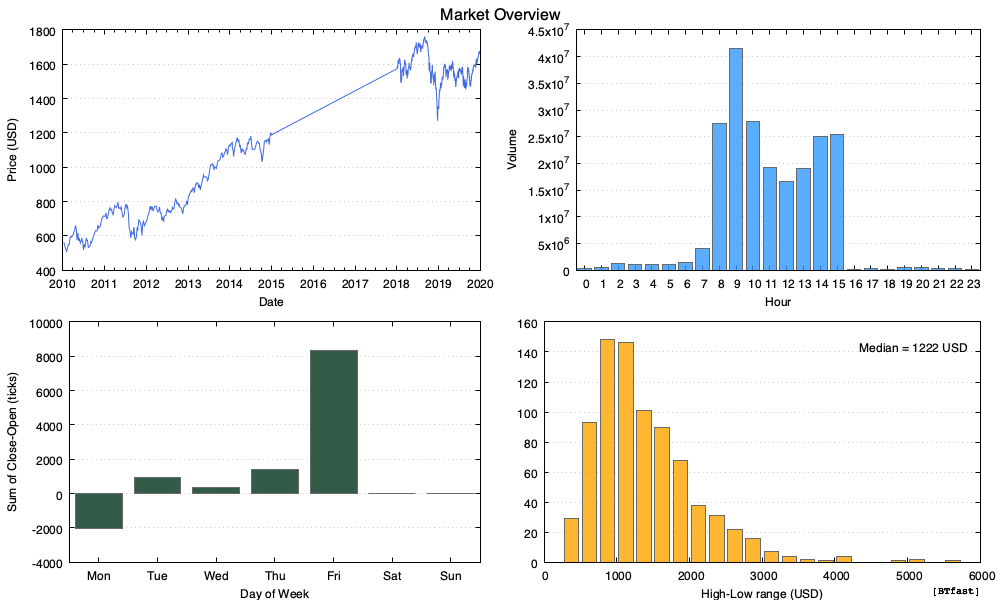 Market Overview
1800
1600
1400
1200
1000
800
600
400
Price (USD)
2010 2011 2012 2013 2014 2015 2016 2017 2018 2019 2020
Date
4.5x10⁷
4x10⁷
3.5x10⁷
3x10⁷
2.5x10⁷
2x10⁷
1.5x10⁷
1x10⁷
5x10⁶
0
Volume
0 1 2 3 4 5 6 7 8 9 10 11 12 13 14 15 16 17 18 19 20 21 22 23
Hour
10000
8000
6000
4000
2000
0
-2000
-4000
Sum of Close-Open (ticks)
Mon Tue Wed Thu Fri Sat Sun
Day of Week
160
140
120
100
80
60
40
20
0
Median = 1222 USD
0 1000 2000 3000 4000 5000 6000
High-Low range (USD)
[BTfast]